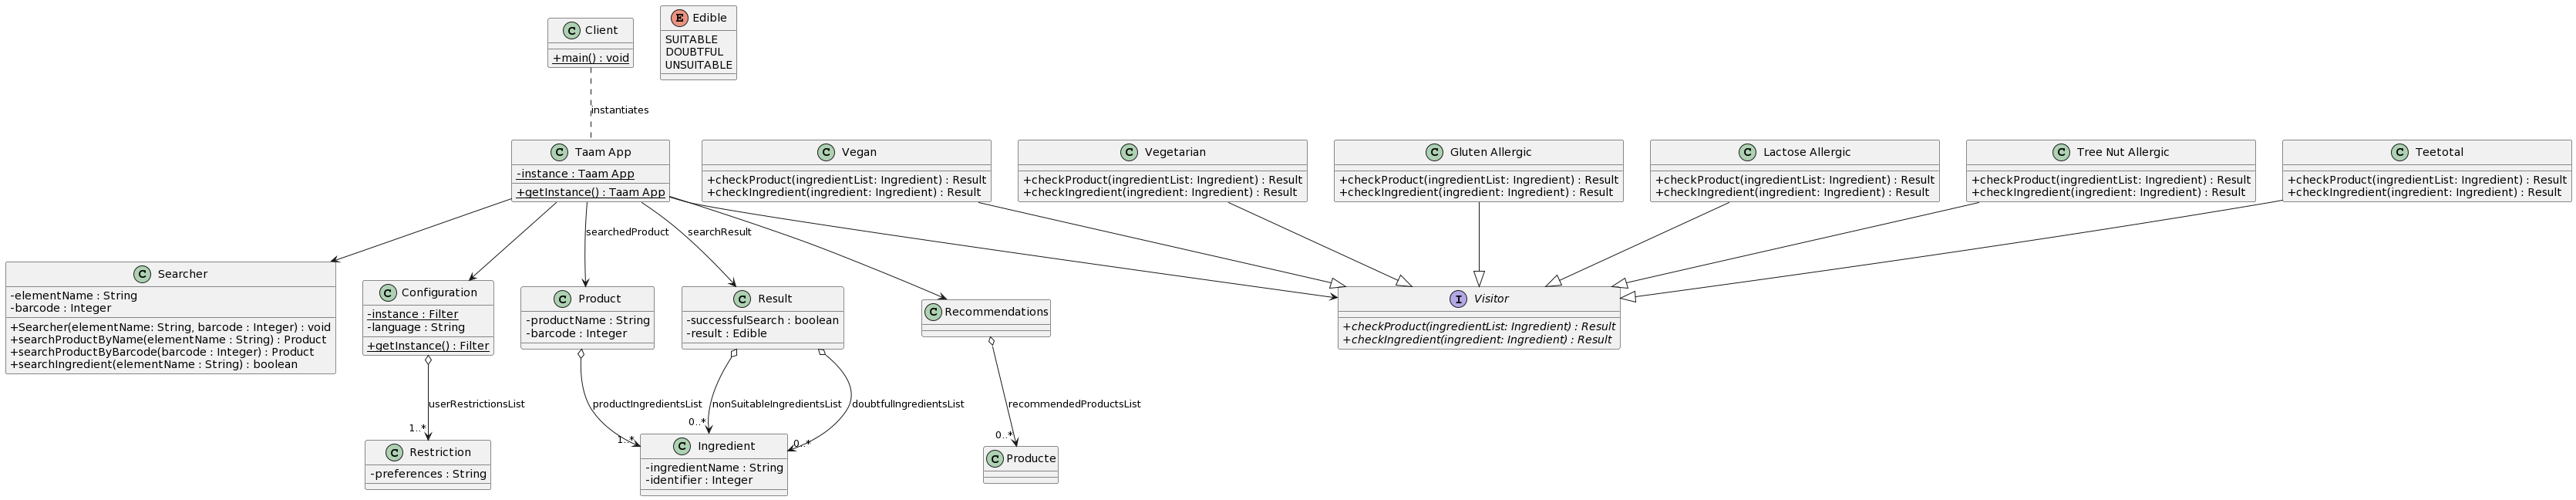 C Client
+main() : void
E Edible
SUITABLE
DOUBTFUL
UNSUITABLE
instantiates
C Taam App
-instance : Taam App
+getInstance() : Taam App
C Vegan
+checkProduct(ingredientList: Ingredient) : Result
+checkIngredient(ingredient: Ingredient) : Result
C Vegetarian
+checkProduct(ingredientList: Ingredient) : Result
+checkIngredient(ingredient: Ingredient) : Result
C Gluten Allergic
+checkProduct(ingredientList: Ingredient) : Result
+checkIngredient(ingredient: Ingredient) : Result
C Lactose Allergic
+checkProduct(ingredientList: Ingredient) : Result
+checkIngredient(ingredient: Ingredient) : Result
C Tree Nut Allergic
+checkProduct(ingredientList: Ingredient) : Result
+checkIngredient(ingredient: Ingredient) : Result
C Teetotal
+checkProduct(ingredientList: Ingredient) : Result
+checkIngredient(ingredient: Ingredient) : Result
searchedProduct
searchResult
C Searcher
-elementName : String
-barcode : Integer
+Searcher(elementName: String, barcode : Integer) : void
+searchProductByName(elementName : String) : Product
+searchProductByBarcode(barcode : Integer) : Product
+searchIngredient(elementName : String) : boolean
C Configuration
-instance : Filter
-language : String
+getInstance() : Filter
C Product
-productName : String
-barcode : Integer
C Result
-successfulSearch : boolean
-result : Edible
C Recommendations
I Visitor
+checkProduct(ingredientList: Ingredient) : Result
+checkIngredient(ingredient: Ingredient) : Result
userRestrictionsList
1..*
productIngredientsList
1..*
nonSuitableIngredientsList
0..*
doubtfulIngredientsList
0..*
recommendedProductsList
0..*
C Restriction
-preferences : String
C Ingredient
-ingredientName : String
-identifier : Integer
C Producte